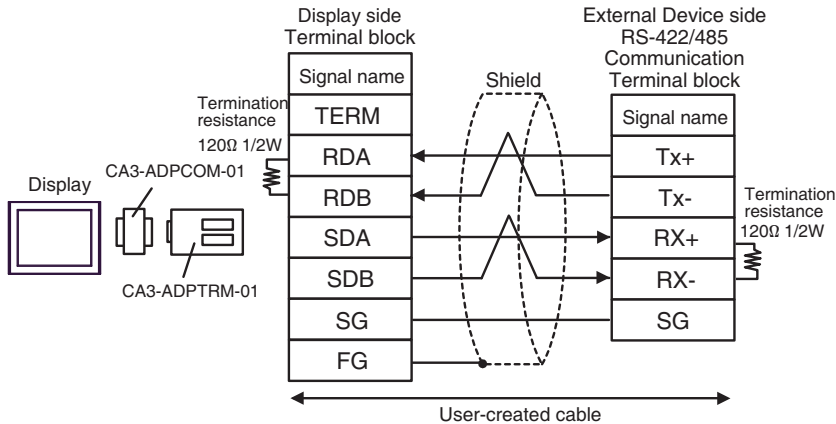 Display side
Terminal block
External Device side
RS-422/485
Communication
Terminal block
Signal name
TERM
RDA
RDB
SDA
SDB
SG
FG
Shield
Signal name
Tx+
Tx-
RX+
RX-
SG
Termination
resistance
120Ω 1/2W
Termination
resistance
120Ω 1/2W
Display
CA3-ADPCOM-01
CA3-ADPTRM-01
User-created cable